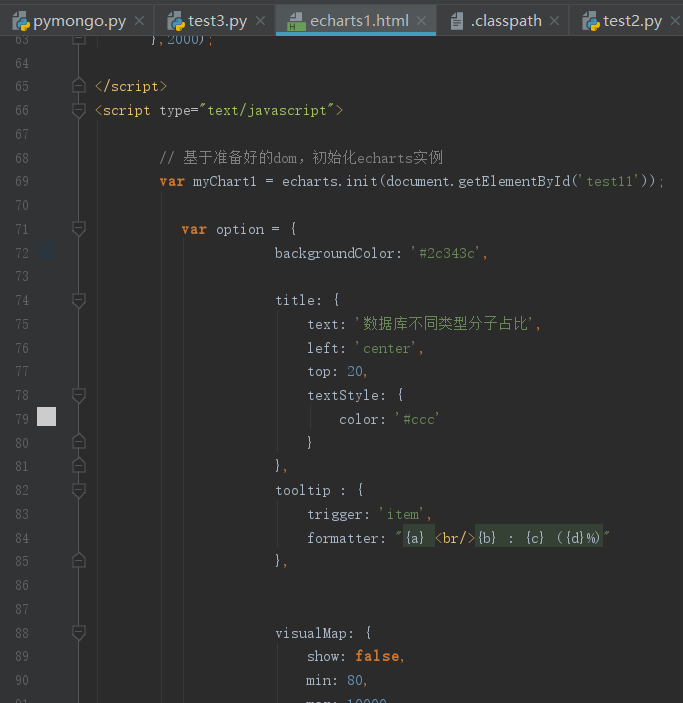 pymongo.py test3.py echarts1.html .classpath test2.py
63 },2000);
64
65 </script>
66 <script type="text/javascript">
67
68 // 基于准备好的dom，初始化echarts实例
69 var myChart1 = echarts.init(document.getElementById('test11'));
70
71 var option = {
72 backgroundColor: '#2c343c',
73
74 title: {
75 text: '数据库不同类型分子占比',
76 left: 'center',
77 top: 20,
78 textStyle: {
79 color: '#ccc'
80 }
81 },
82 tooltip : {
83 trigger: 'item',
84 formatter: "{a} <br/>{b} : {c} ({d}%)"
85 },
86
87
88 visualMap: {
89 show: false,
90 min: 80,
91 max: 10000